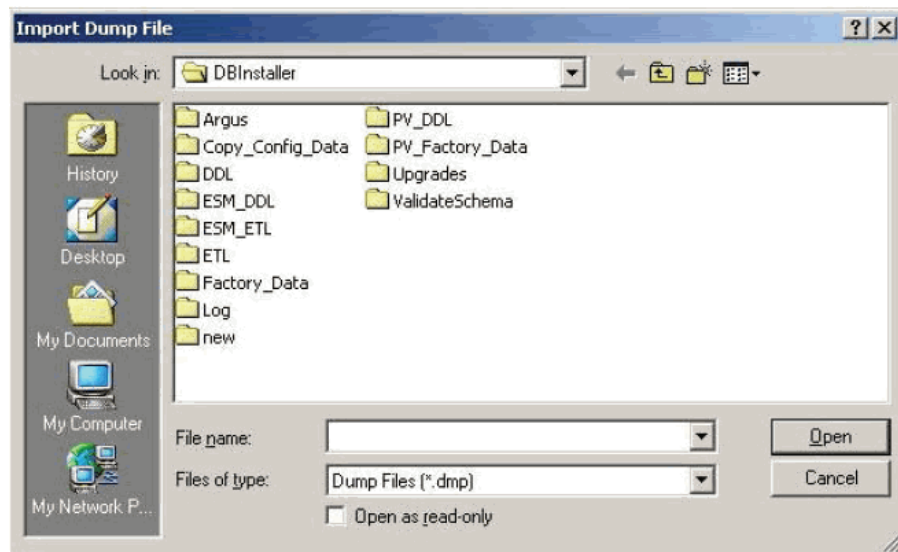 Import Dump File
Look in:
DBInstaller
History
Desktop
My Documents
My Computer
My Network P...
Argus
Copy_Config_Data
DDL
ESM_DDL
ESM_ETL
ETL
Factory_Data
Log
new
PV_DDL
PV_Factory_Data
Upgrades
ValidateSchema
File name:
Open
Files of type:
Dump Files (*.dmp)
Cancel
Open as read-only